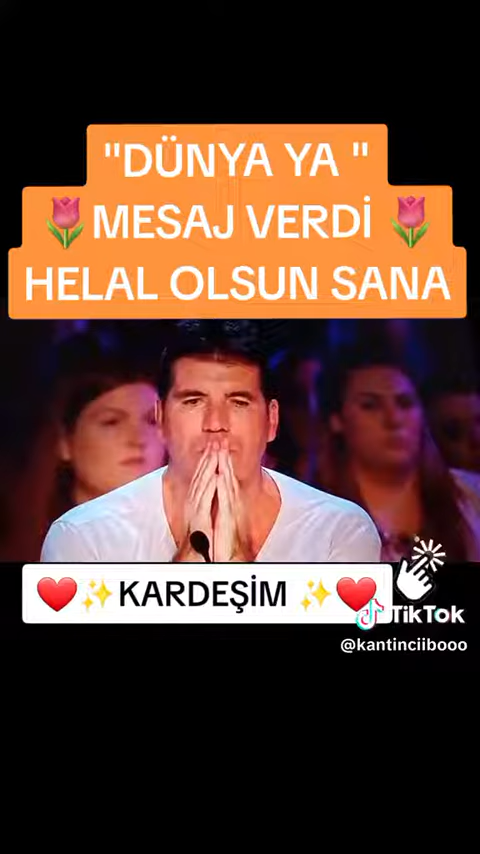 "DÜNYA YA "
🌷 MESAJ VERDİ 🌷
HELAL OLSUN SANA
❤️✨KARDEŞİM ✨❤️
TikTok
@kantinciibooo